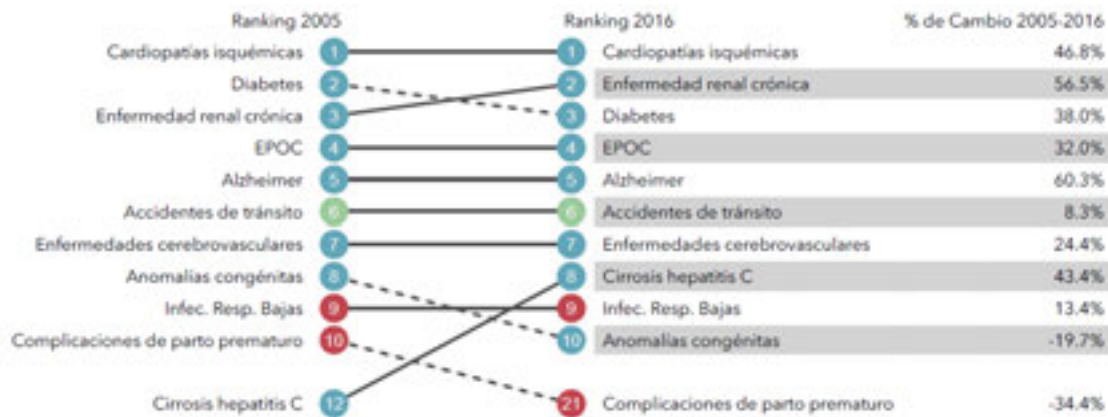 Ranking 2005 Ranking 2016 % de Cambio 2005-2016
Cardiopatías isquémicas 1 1 Cardiopatías isquémicas 46.8%
Diabetes 2 2 Enfermedad renal crónica 56.5%
Enfermedad renal crónica 3 3 Diabetes 38.0%
EPOC 4 4 EPOC 32.0%
Alzheimer 5 5 Alzheimer 60.3%
Accidentes de tránsito 6 6 Accidentes de tránsito 8.3%
Enfermedades cerebrovasculares 7 7 Enfermedades cerebrovasculares 24.4%
Anomalías congénitas 8 8 Cirrosis hepatitis C 43.4%
Infec. Resp. Bajas 9 9 Infec. Resp. Bajas 13.4%
Complicaciones de parto prematuro 10 10 Anomalías congénitas -19.7%
Cirrosis hepatitis C 12 21 Complicaciones de parto prematuro -34.4%